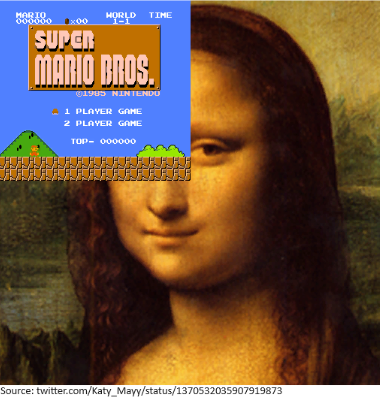 MARIO WORLD TIME
000000 x00 1-1
SUPER
MARIO BROS.
©1985 NINTENDO
1 PLAYER GAME
2 PLAYER GAME
TOP- 000000
Source: twitter.com/Katy_Mayy/status/1370532035907919873